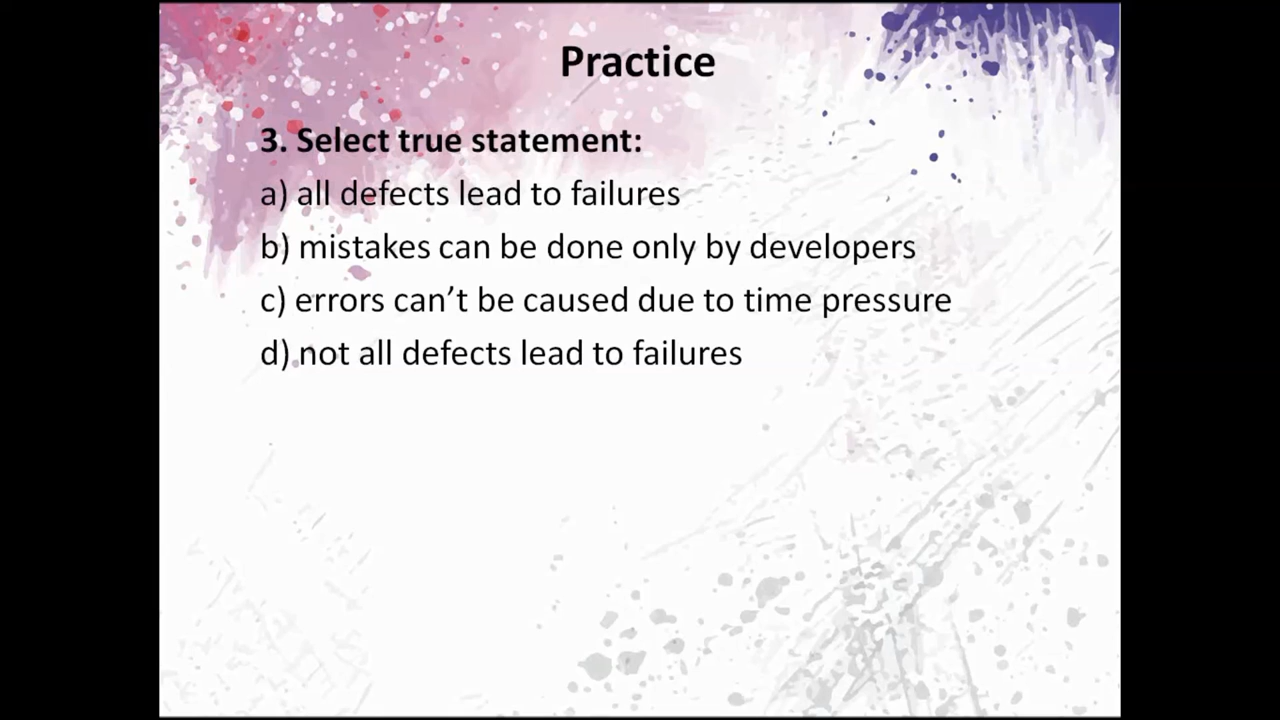 Practice
3. Select true statement:
a) all defects lead to failures
b) mistakes can be done only by developers
c) errors can’t be caused due to time pressure
d) not all defects lead to failures